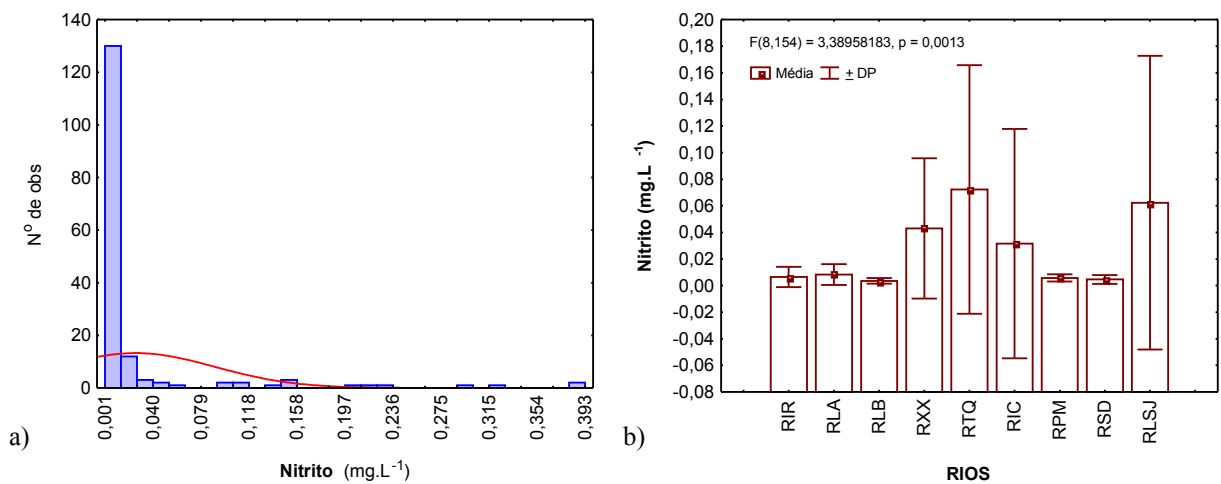 140
120
100
80
60
40
20
0
Nº de obs
0,001
0,040
0,079
0,118
0,158
0,197
0,236
0,275
0,315
0,354
0,393
a)
Nitrito (mg.L-1)
0,20
0,18
0,16
0,14
0,12
0,10
0,08
0,06
0,04
0,02
0,00
-0,02
-0,04
-0,06
-0,08
Nitrito (mg.L -1)
F(8,154) = 3,38958183, p = 0,0013
Média
± DP
RIR
RLA
RLB
RXX
RTQ
RIC
RPM
RSD
RLSJ
b)
RIOS